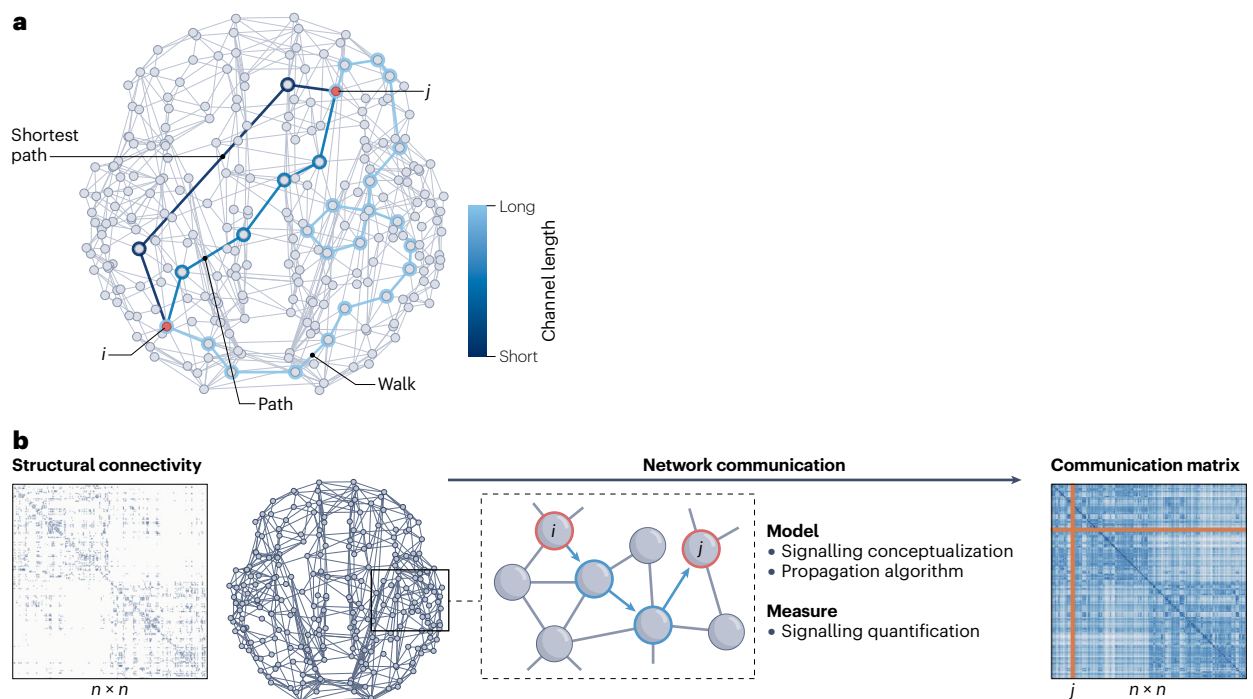 a
j
Shortest
path
Long
Channel length
Short
i
Walk
Path
b
Structural connectivity
Network communication
Communication matrix
i
j
Model
• Signalling conceptualization
• Propagation algorithm
Measure
• Signalling quantification
n × n
j
n × n